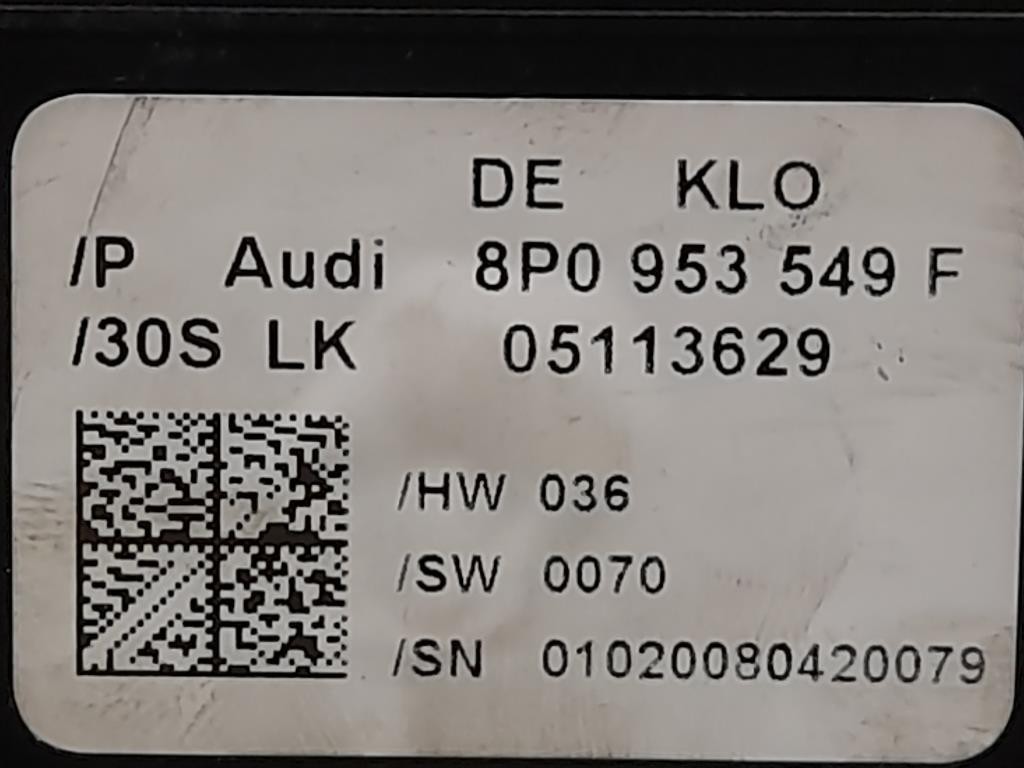 DE KLO
/P Audi 8P0 953 549 F
/30S LK 05113629
/HW 036
/SW 0070
/SN 01020080420079